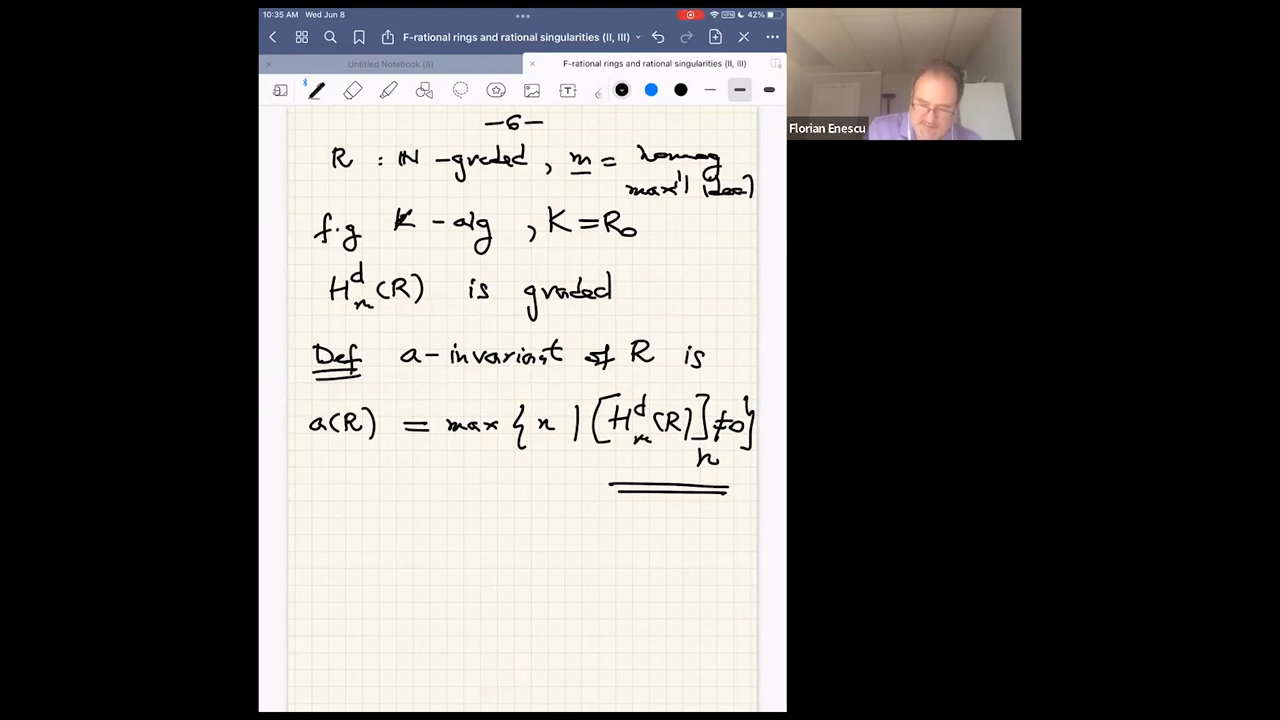 10:35 AM Wed Jun 8
VPN 42%
F-rational rings and rational singularities (II, III)
Untitled Notebook (8)
F-rational rings and rational singularities (II, III)
Florian Enescu
-6-
R : N -graded, m = homog
max'l ideal
f.g K -alg , K = R₀
H^d_m(R) is graded
Def a-invariant of R is
a(R) = max { n | [H^d_m(R)]_n ≠0}